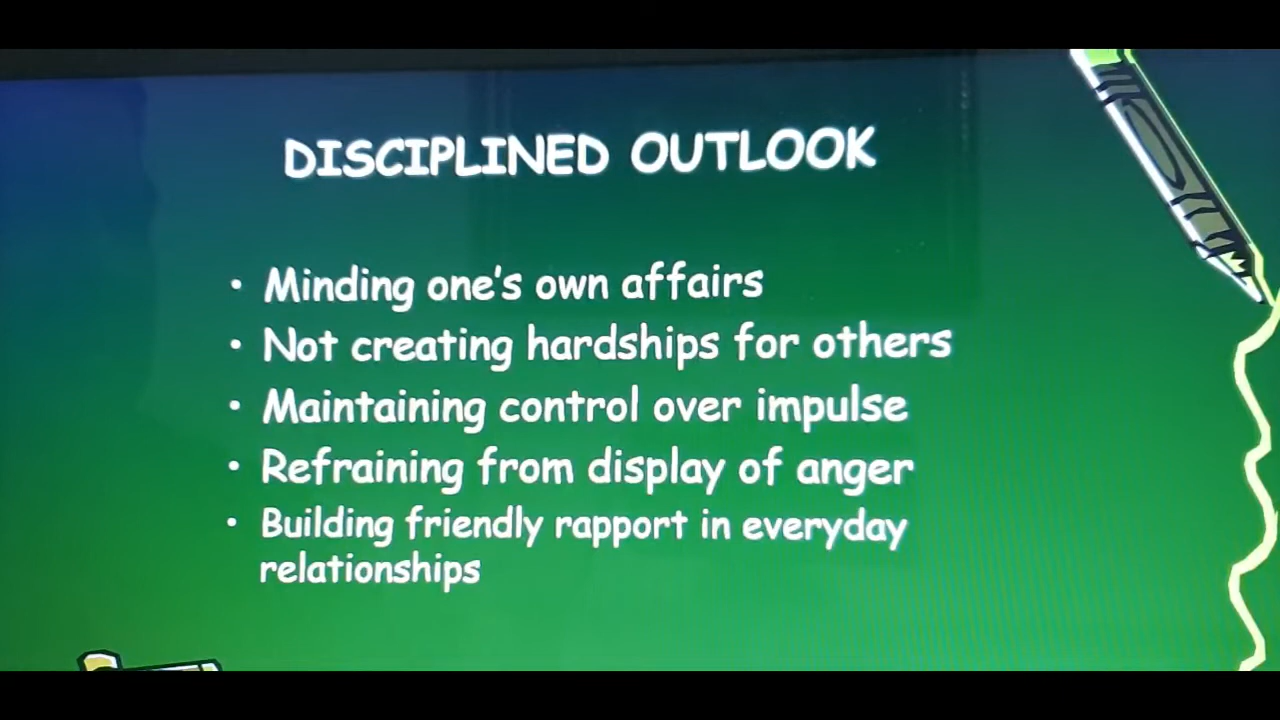 DISCIPLINED OUTLOOK
• Minding one's own affairs
• Not creating hardships for others
• Maintaining control over impulse
• Refraining from display of anger
• Building friendly rapport in everyday
relationships